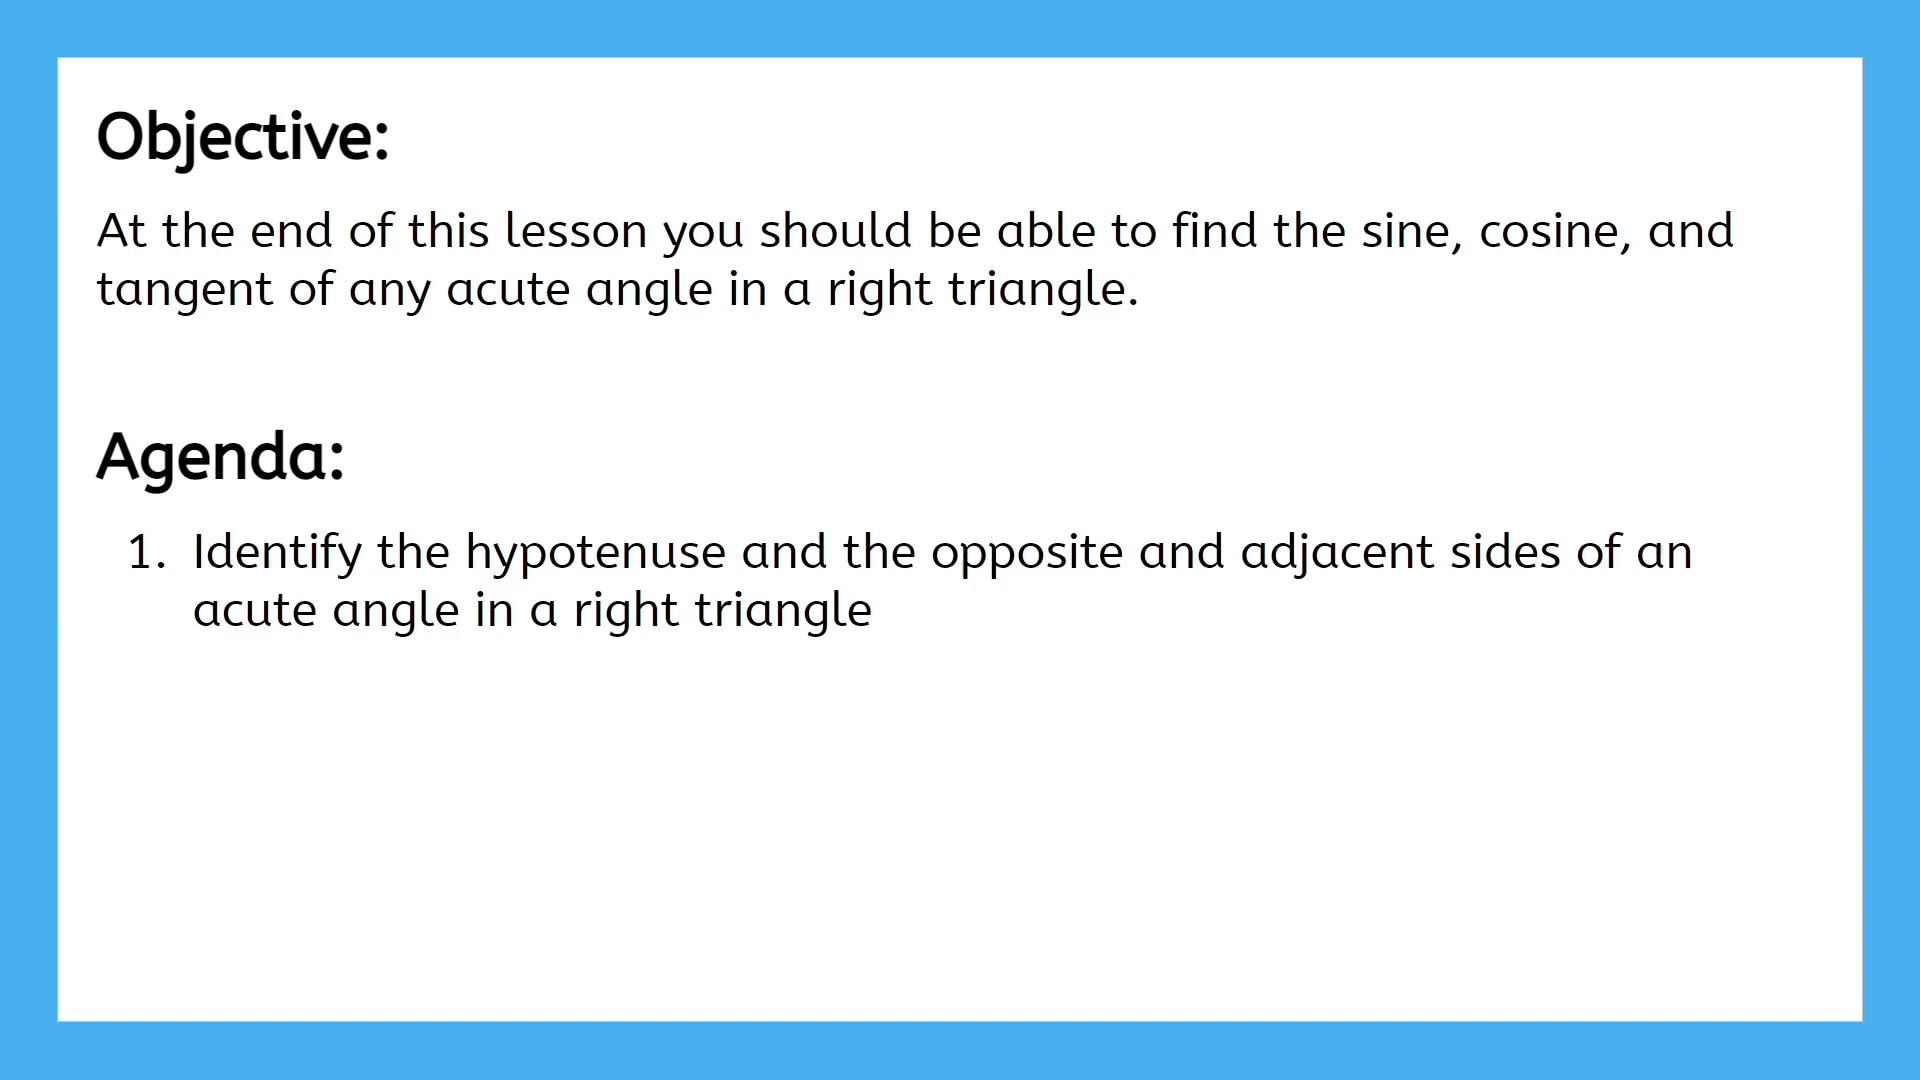 Objective:
At the end of this lesson you should be able to find the sine, cosine, and
tangent of any acute angle in a right triangle.
Agenda:
1. Identify the hypotenuse and the opposite and adjacent sides of an
acute angle in a right triangle